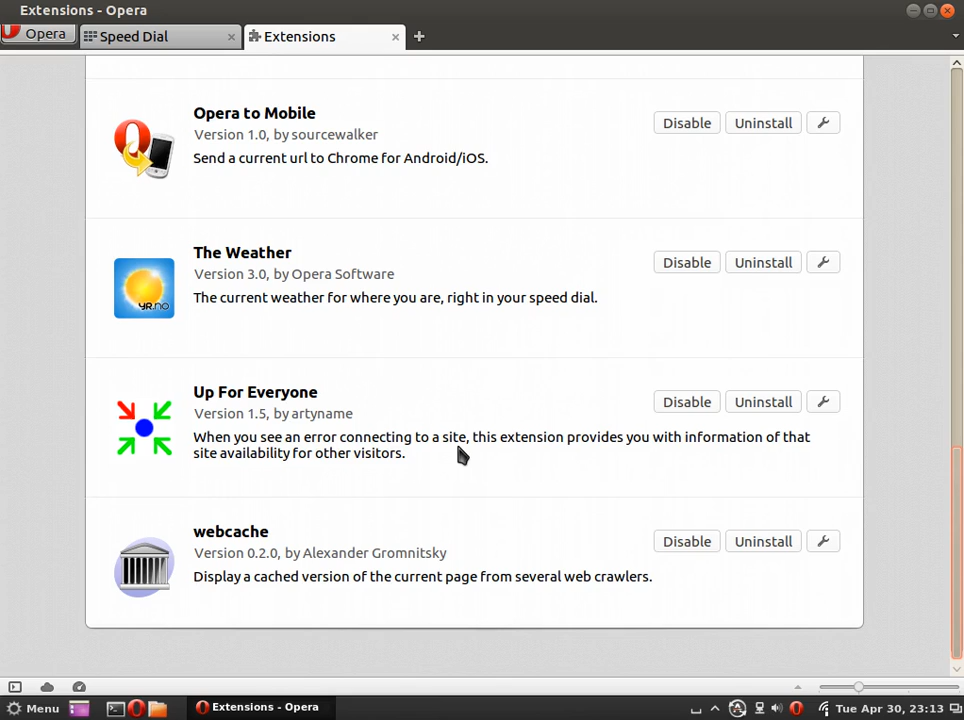 Extensions - Opera
Opera
Speed Dial
Extensions
Opera to Mobile
Version 1.0, by sourcewalker
Send a current url to Chrome for Android/iOS.
Disable
Uninstall
The Weather
Version 3.0, by Opera Software
The current weather for where you are, right in your speed dial.
YR.NO
Disable
Uninstall
Up For Everyone
Version 1.5, by artyname
When you see an error connecting to a site, this extension provides you with information of that
site availability for other visitors.
Disable
Uninstall
webcache
Version 0.2.0, by Alexander Gromnitsky
Display a cached version of the current page from several web crawlers.
Disable
Uninstall
Menu
Extensions - Opera
Tue Apr 30, 23:13